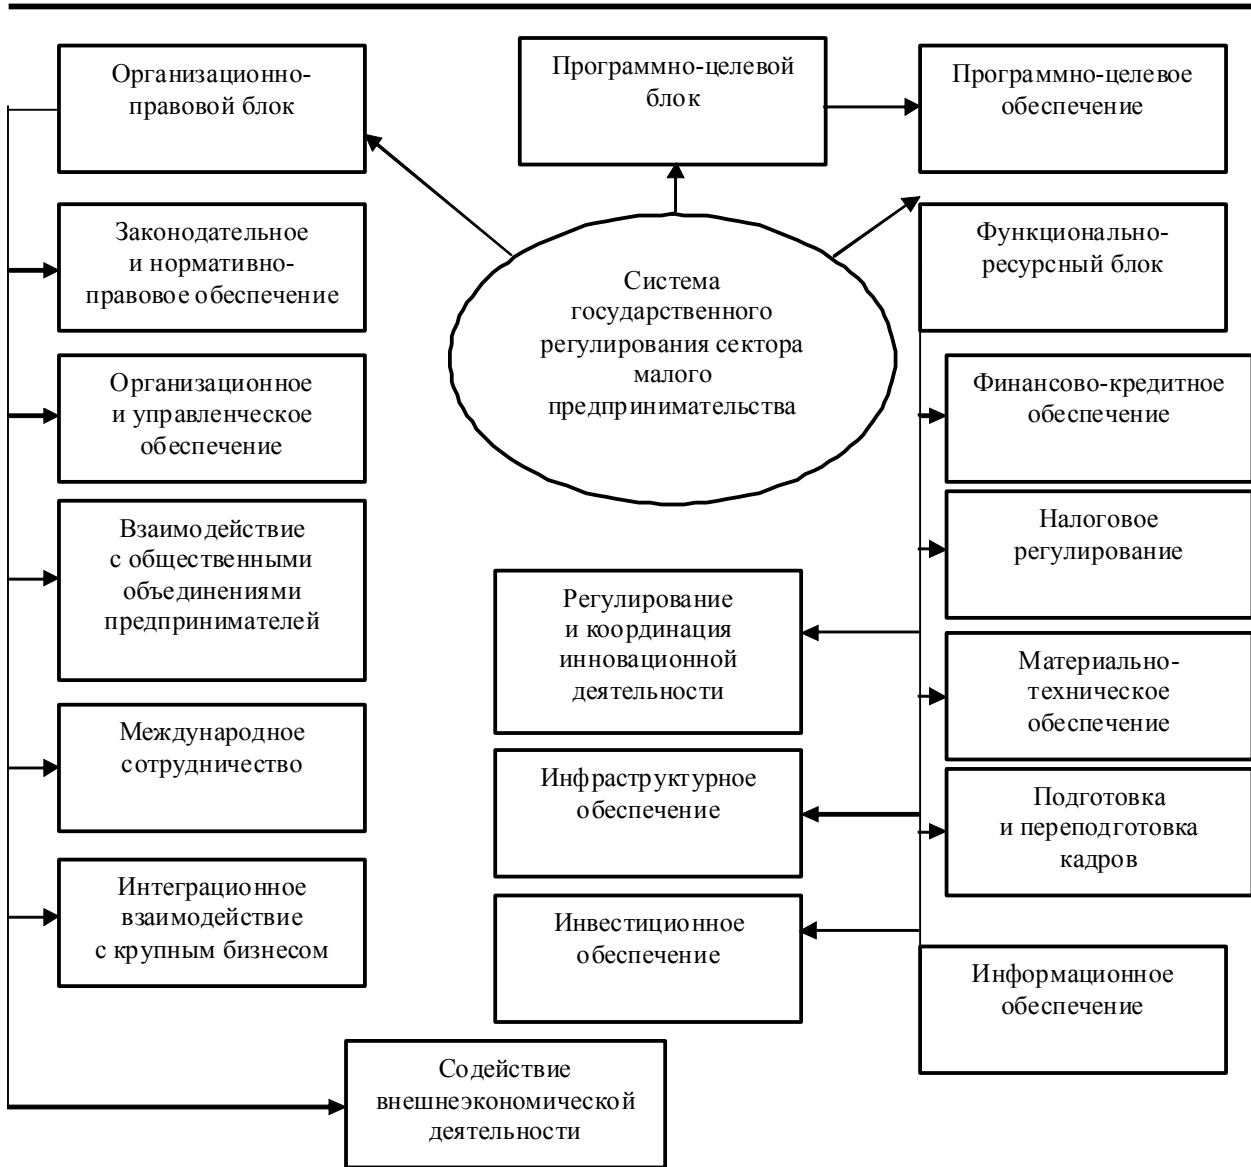 Организационно-
правовой блок
Программно-целевой
блок
Программно-целевое
обеспечение
Законодательное
и нормативно-
правовое обеспечение
Функционально-
ресурсный блок
Система
государственного
регулирования сектора
малого
предпринимательства
Организационное
и управленческое
обеспечение
Финансово-кредитное
обеспечение
Взаимодействие
с общественными
объединениями
предпринимателей
Налоговое
регулирование
Регулирование
и координация
инновационной
деятельности
Материально-
техническое
обеспечение
Международное
сотрудничество
Инфраструктурное
обеспечение
Подготовка
и переподготовка
кадров
Интеграционное
взаимодействие
с крупным бизнесом
Инвестиционное
обеспечение
Информационное
обеспечение
Содействие
внешнеэкономической
деятельности